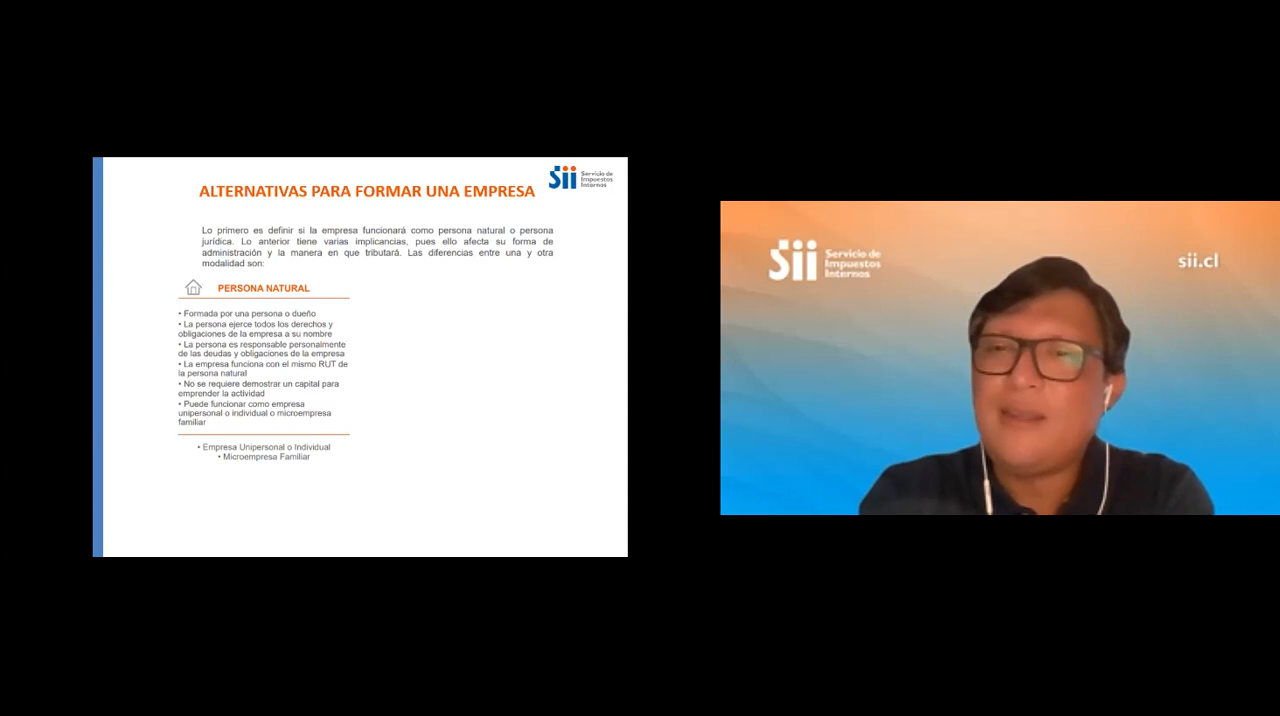 ALTERNATIVAS PARA FORMAR UNA EMPRESA
sii Servicio de
Impuestos
Internos
Lo primero es definir si la empresa funcionará como persona natural o persona
jurídica. Lo anterior tiene varias implicancias, pues ello afecta su forma de
administración y la manera en que tributará. Las diferencias entre una y otra
modalidad son:
PERSONA NATURAL
• Formada por una persona o dueño
• La persona ejerce todos los derechos y
obligaciones de la empresa a su nombre
• La persona es responsable personalmente
de las deudas y obligaciones de la empresa
• La empresa funciona con el mismo RUT de
la persona natural
• No se requiere demostrar un capital para
emprender la actividad
• Puede funcionar como empresa
unipersonal o individual o microempresa
familiar
• Empresa Unipersonal o Individual
• Microempresa Familiar
sii Servicio de
Impuestos
Internos
sii.cl